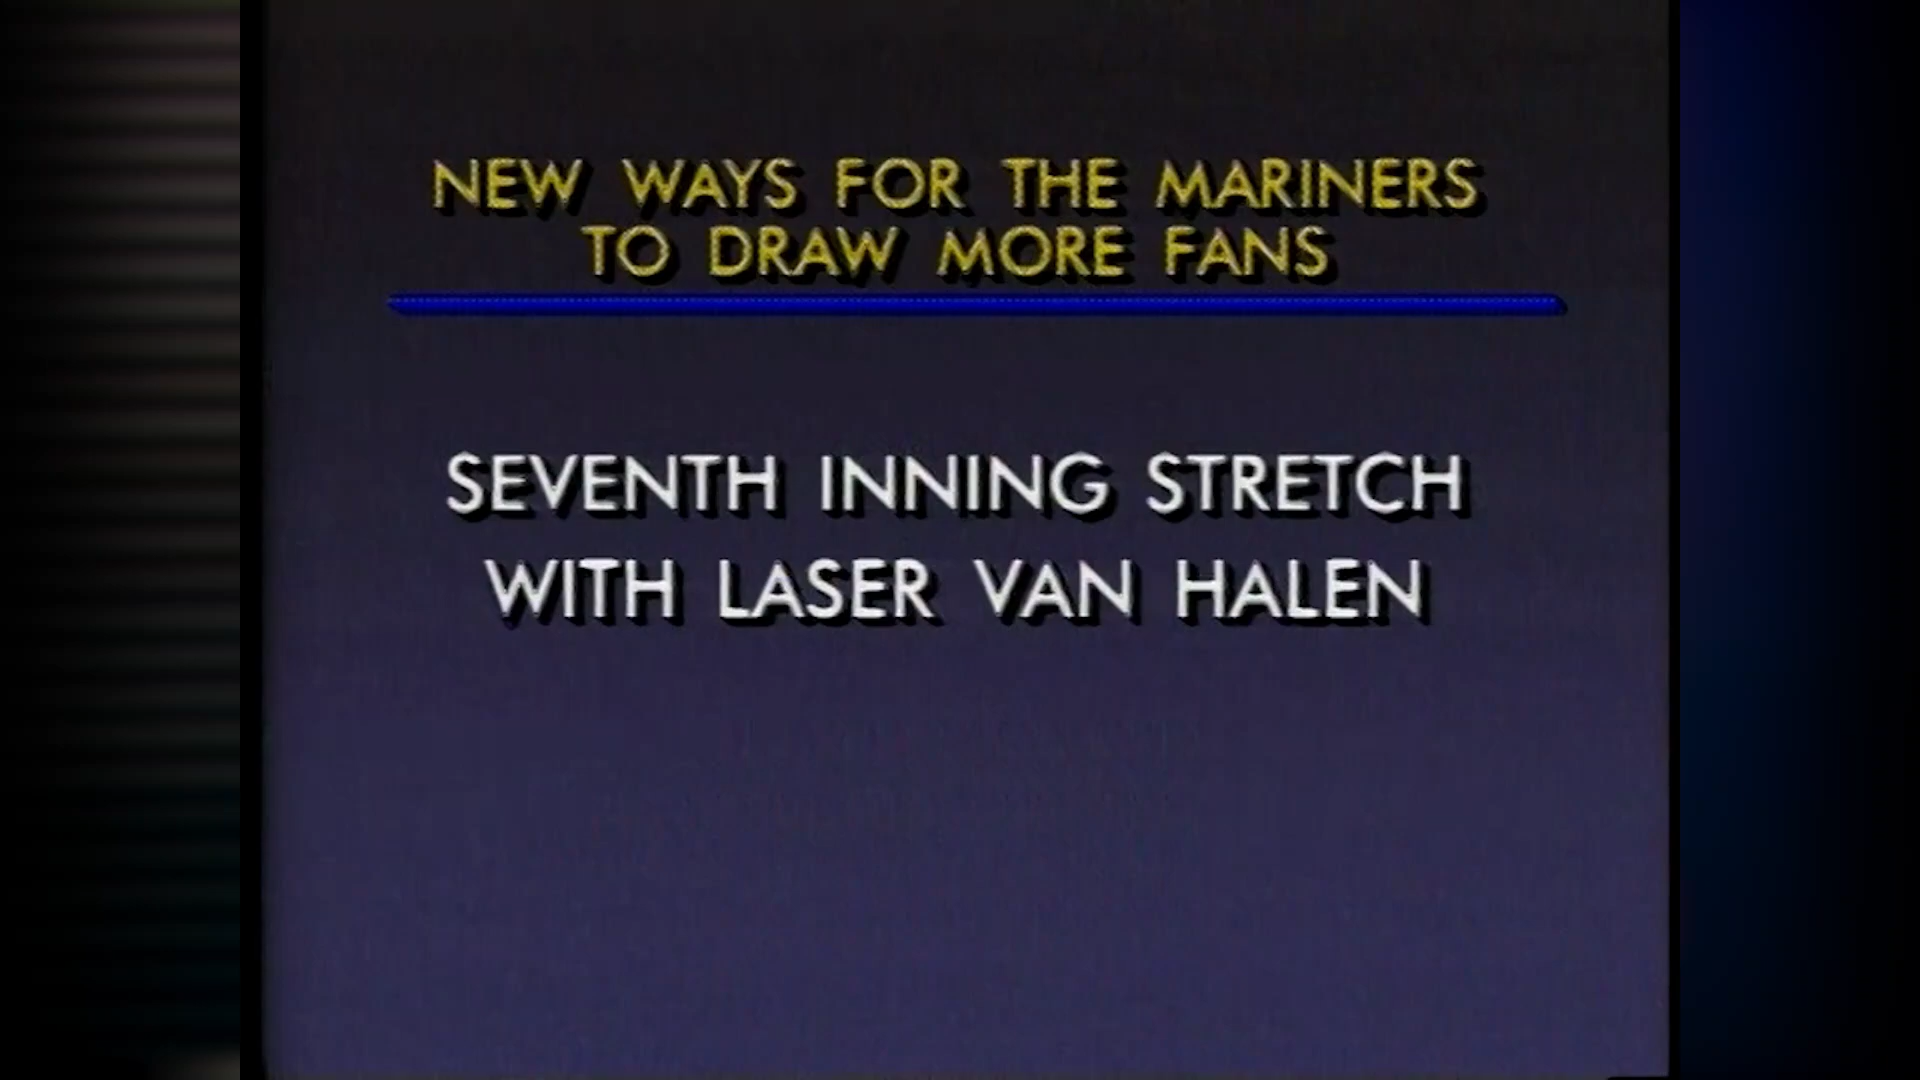 NEW WAYS FOR THE MARINERS
TO DRAW MORE FANS
SEVENTH INNING STRETCH
WITH LASER VAN HALEN